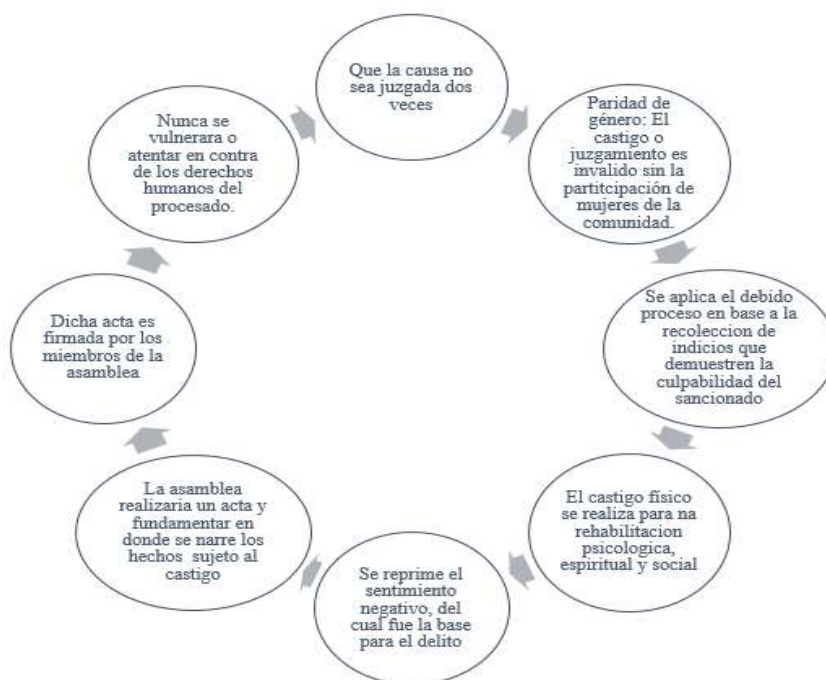 Que la causa no
sea juzgada dos
veces
Paridad de
género: El
castigo o
juzgamiento es
invalido sin la
partitcipación de
mujeres de la
comunidad.
Se aplica el debido
proceso en base a la
recoleccion de
indicios que
demuestren la
culpabilidad del
sancionado
El castigo físico
se realiza para na
rehabilitacion
psicologica,
espiritual y social
Se reprime el
sentimiento
negativo, del
cual fue la base
para el delito
La asamblea
realizaria un acta y
fundamentar en
donde se narre los
hechos sujeto al
castigo
Dicha acta es
firmada por los
miembros de la
asamblea
Nunca se
vulnerara o
atentar en contra
de los derechos
humanos del
procesado.